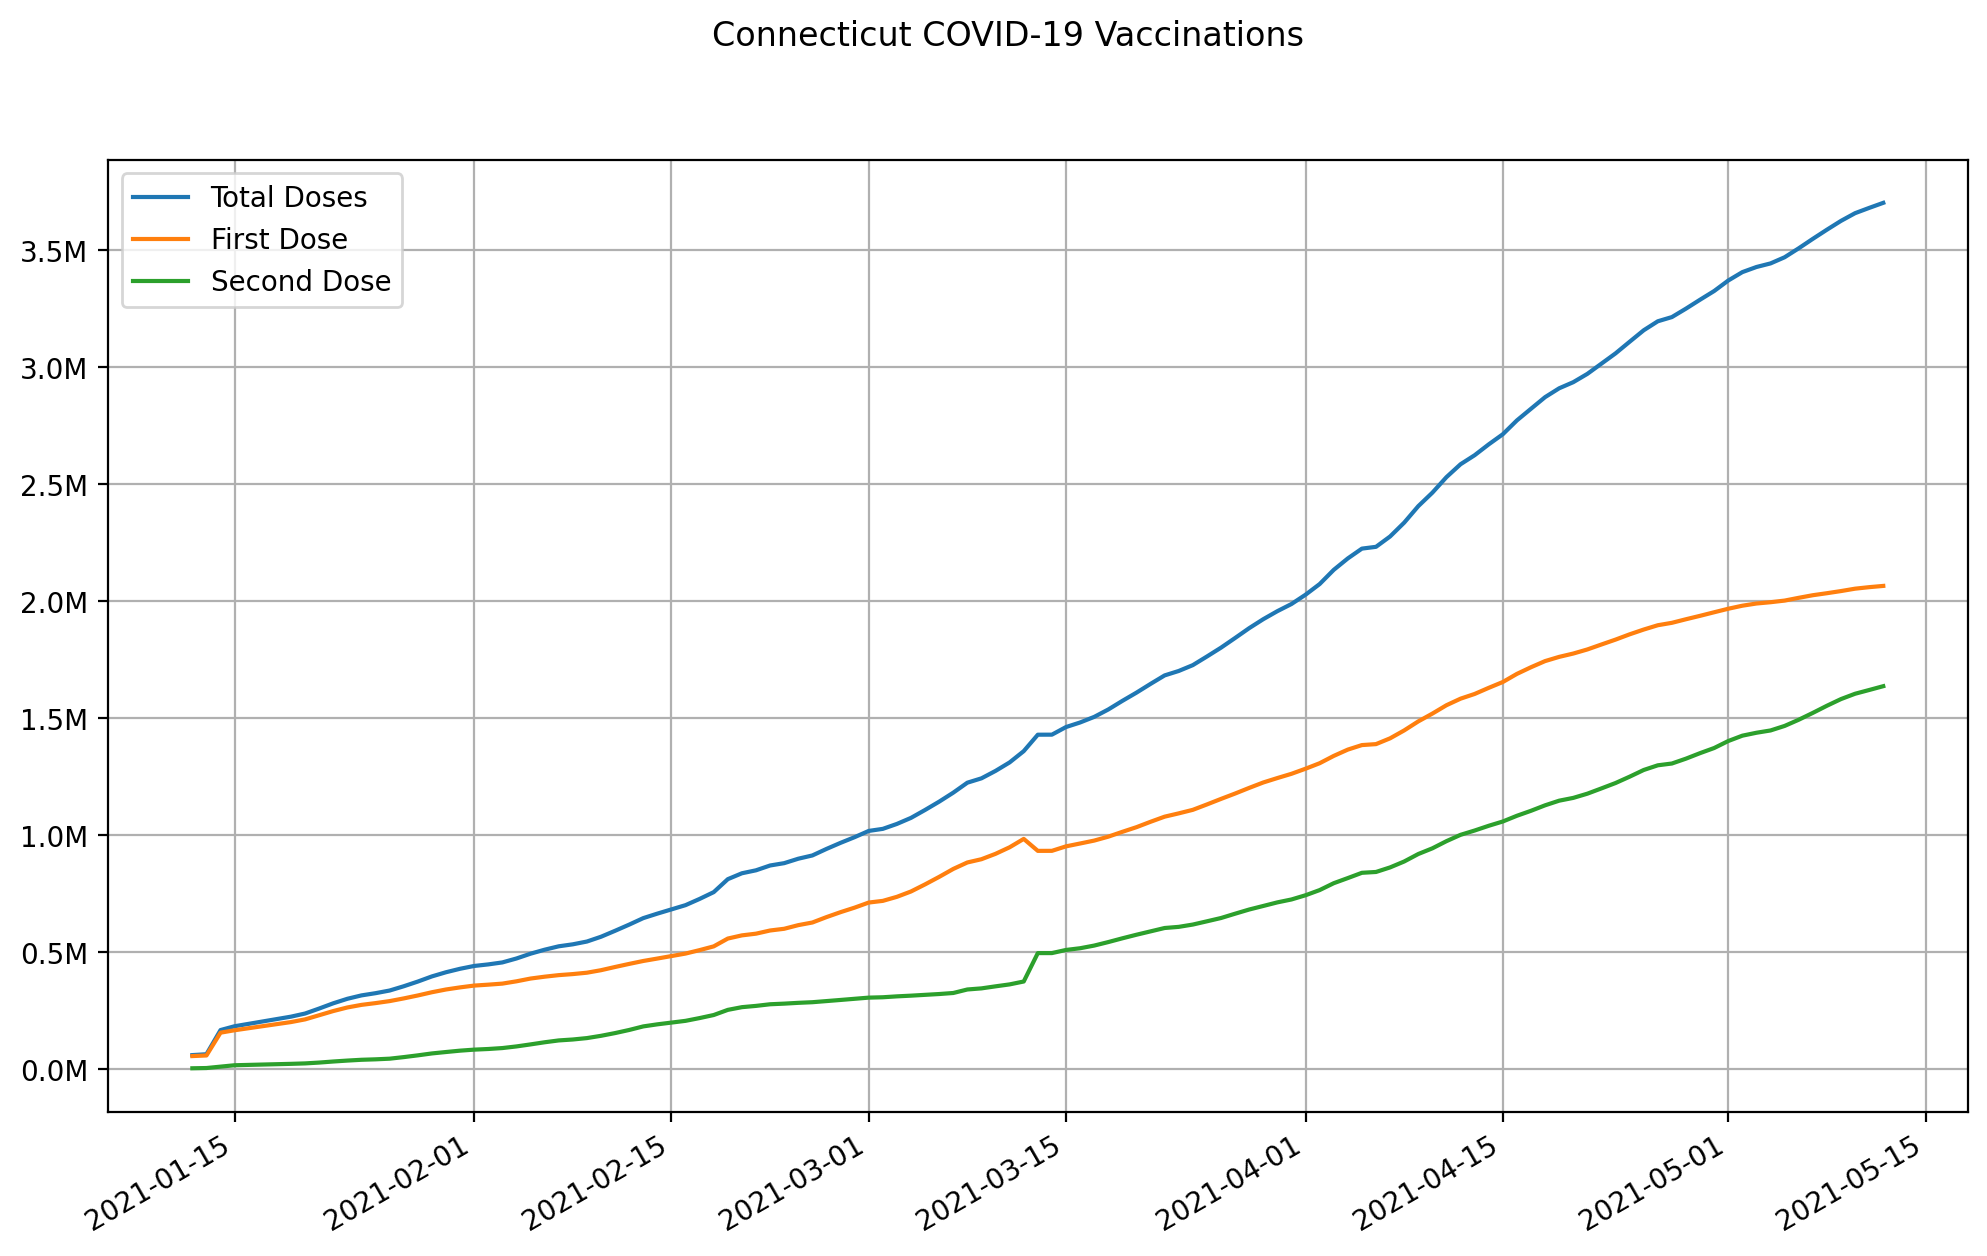 Connecticut COVID-19 Vaccinations
Total Doses
First Dose
Second Dose
3.5M
3.0M
2.5M
2.0M
1.5M
1.0M
0.5M
0.0M
2021-01-15
2021-02-01
2021-02-15
2021-03-01
2021-03-15
2021-04-01
2021-04-15
2021-05-01
2021-05-15